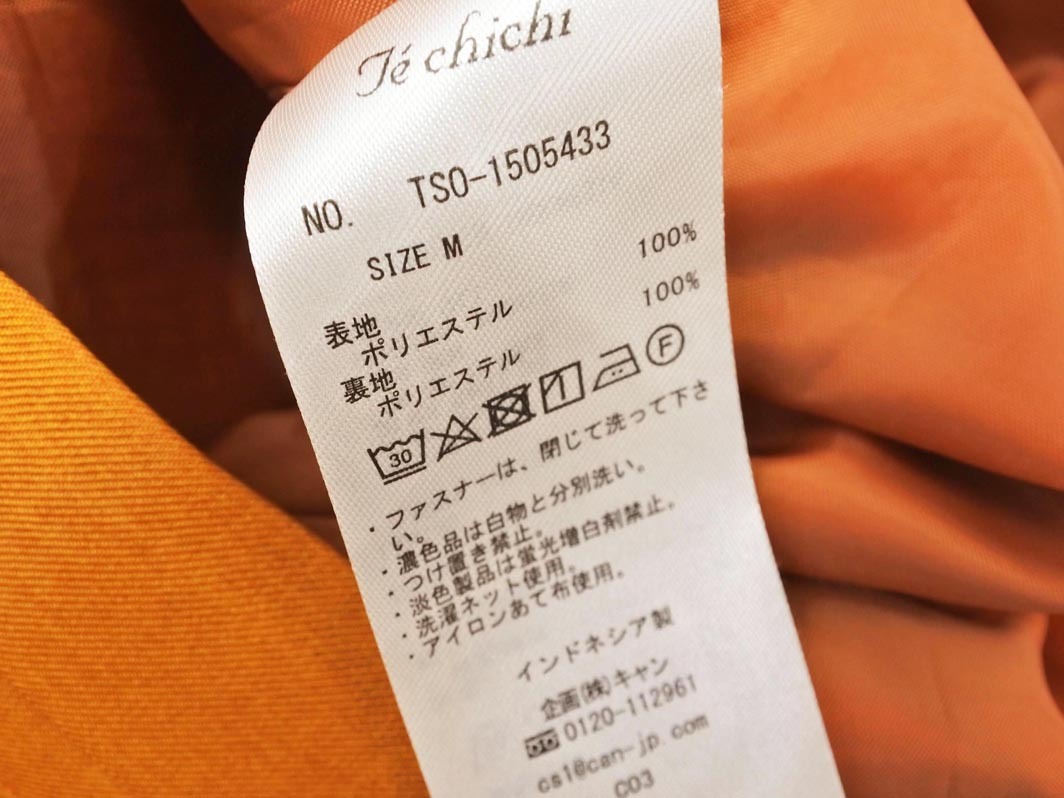 Té chichi
NO. TSO-1505433
SIZE M
表地
ポリエステル 100%
裏地
ポリエステル 100%
30 F
・ファスナーは、閉じて洗って下さ
い。
・濃色品は白物と分別洗い。
つけ置き禁止。
・淡色製品は蛍光増白剤禁止。
・洗濯ネット使用。
・アイロンあて布使用。
インドネシア製
企画(株)キャン
0120-112961
cs1@can-jp.com
C03